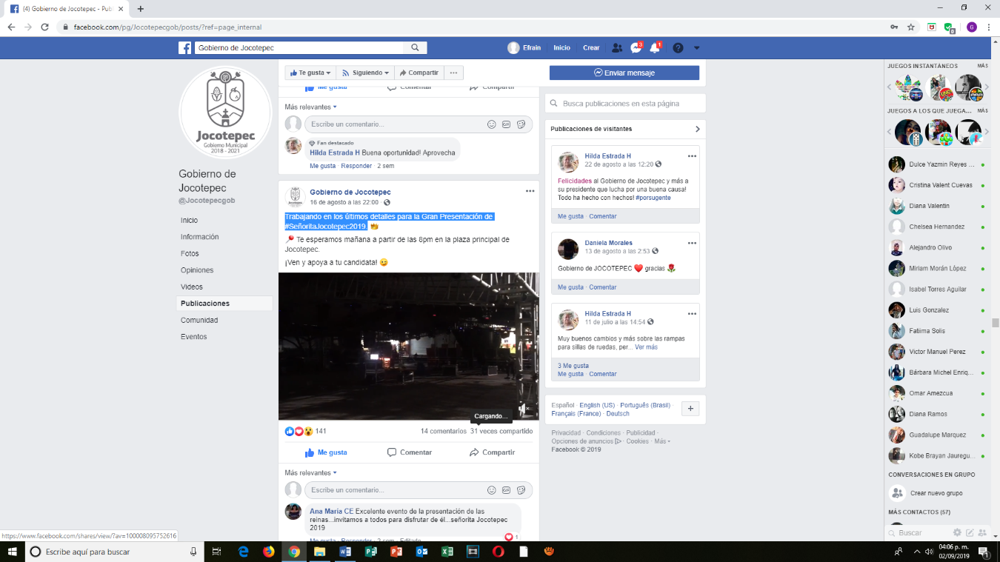 (4) Gobierno de Jocotepec - Publ
facebook.com/pg/Jocotepecgob/posts/?ref=page_internal
Gobierno de Jocotepec
Efrain
Inicio
Crear
3
1
Jocotepec
Gobierno Municipal
2018 - 2021
Gobierno de
Jocotepec
@Jocotepecgob
Inicio
Información
Fotos
Opiniones
Videos
Publicaciones
Comunidad
Eventos
Te gusta
Siguiendo
Compartir
Enviar mensaje
Me gusta
Comentar
Compartir
Más relevantes
Escribe un comentario...
GIF
Fan destacado
Hilda Estrada H Buena oportunidad! Aprovecha
Me gusta · Responder · 2 sem
Gobierno de Jocotepec
16 de agosto a las 22:00 ·
Trabajando en los últimos detalles para la Gran Presentación de
#SeñoritaJocotepec2019.
Te esperamos mañana a partir de las 8pm en la plaza principal de
Jocotepec.
¡Ven y apoya a tu candidata!
Cargando...
141
14 comentarios 31 veces compartido
Me gusta
Comentar
Compartir
Más relevantes
Escribe un comentario...
GIF
Ana Maria CE Excelente evento de la presentación de las
reinas...invitamos a todos para disfrutar de él...señorita Jocotepec
2019
1
Me gusta · Responder · 2 sem · Editado
Busca publicaciones en esta página
Publicaciones de visitantes
Hilda Estrada H
22 de agosto a las 12:20
Felicidades al Gobierno de Jocotepec y más a
su presidente que lucha por una buena causa!
Todo ha hecho con hechos! #porsugente
Me gusta · Comentar
Daniela Morales
13 de agosto a las 2:53
Gobierno de JOCOTEPEC gracias
Me gusta · Comentar
Hilda Estrada H
11 de julio a las 14:54
Muy buenos cambios y más sobre las rampas
para sillas de ruedas, per... Ver más
3 Me gusta
Me gusta · Comentar
Español · English (US) · Português (Brasil)
Français (France) · Deutsch
Privacidad · Condiciones · Publicidad ·
Opciones de anuncios · Cookies · Más
Facebook © 2019
JUEGOS INSTANTÁNEOS MÁS
JUEGOS A LOS QUE JUEGA... MÁS
Dulce Yazmin Reyes ...
Cristina Valent Cuevas
Diana Valentin
Chelsea Hernandez
Alejandro Olivo
Miriam Morán López
Isabel Torres Aguilar
Luis Gonzalez
Fatima Solis
Victor Manuel Perez
Bárbara Michel Enriq...
Omar Amezcua
Diana Ramos
Guadalupe Marquez
Kobe Brayan Jauregu...
CONVERSACIONES EN GRUPO
Crear nuevo grupo
MÁS CONTACTOS (57)
Buscar
https://www.facebook.com/shares/view/?av=100008095752616
Escribe aquí para buscar
04:06 p. m.
02/09/2019